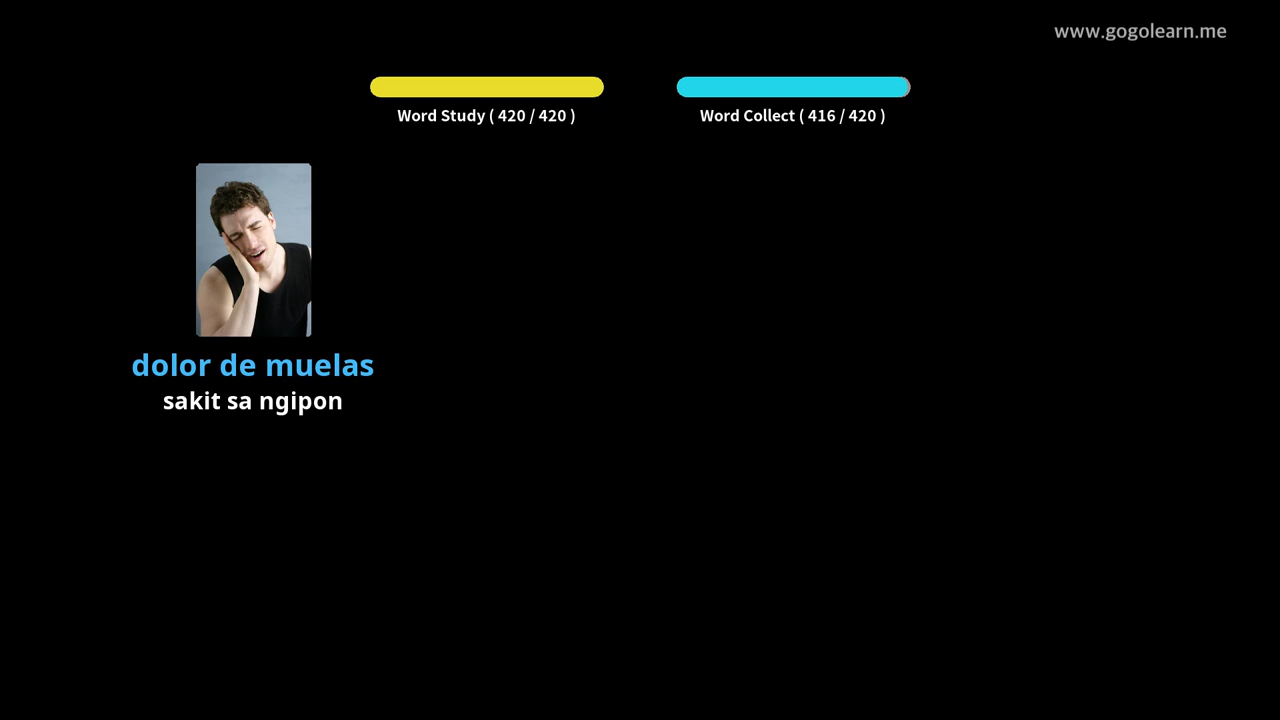 www.gogolearn.me
Word Study ( 420 / 420 )
Word Collect ( 416 / 420 )
dolor de muelas
sakit sa ngipon